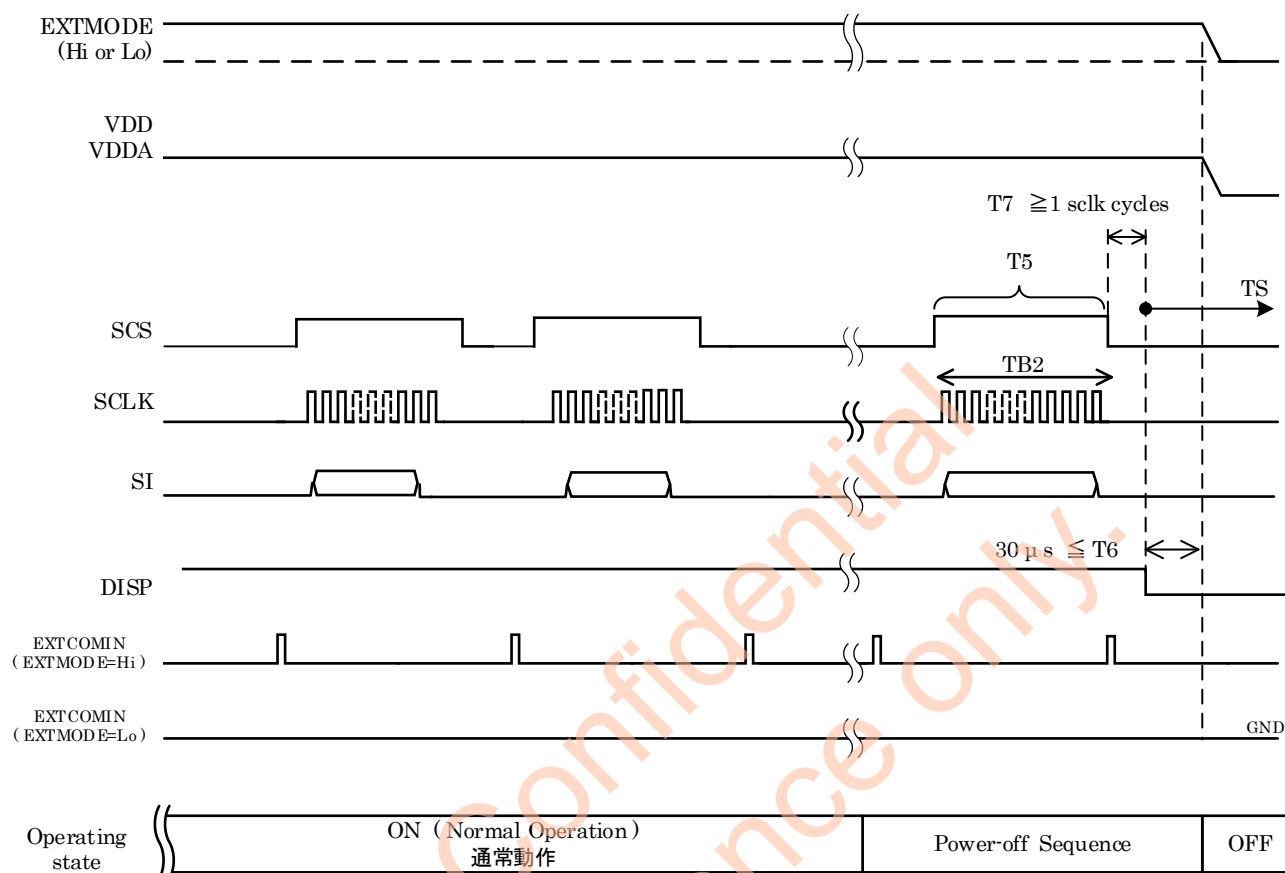 EXTMODE
(Hi or Lo)
VDD
VDDA
T7 ≧1 sclk cycles
T5
TS
SCS
TB2
SCLK
SI
30 μ s ≦ T6
DISP
EXTCOMIN
( EXTMODE=Hi )
EXTCOMIN
( EXTMODE=Lo )
GND
Operating
state
ON ( Normal Operation )
通常動作
Power-off Sequence
OFF
Confidential
nce only.